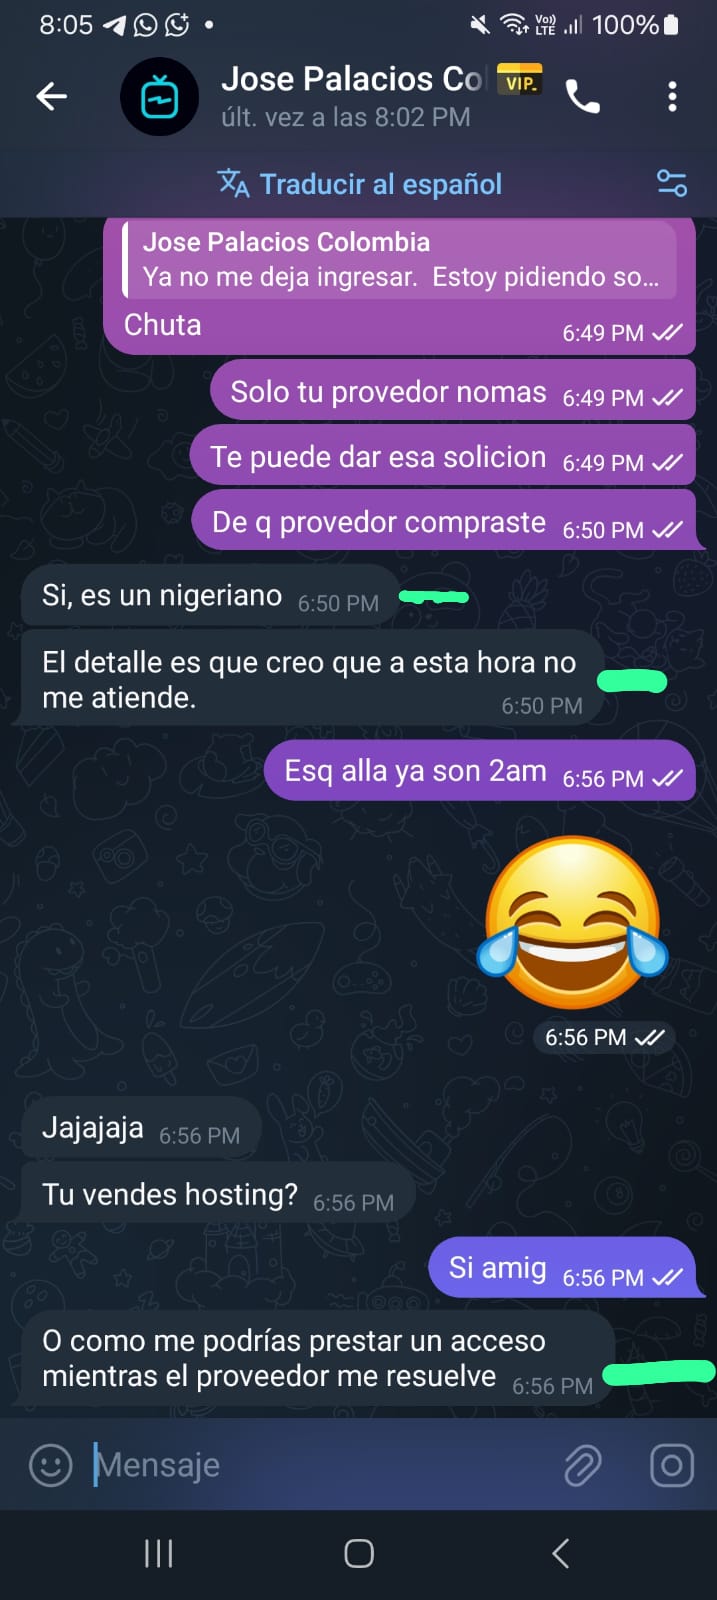 8:05
Vo)) LTE 100%
Jose Palacios Co
VIP.
últ. vez a las 8:02 PM
Traducir al español
Jose Palacios Colombia
Ya no me deja ingresar. Estoy pidiendo so...
Chuta 6:49 PM
Solo tu provedor nomas 6:49 PM
Te puede dar esa solicion 6:49 PM
De q provedor compraste 6:50 PM
Si, es un nigeriano 6:50 PM
El detalle es que creo que a esta hora no
me atiende. 6:50 PM
Esq alla ya son 2am 6:56 PM
6:56 PM
Jajajaja 6:56 PM
Tu vendes hosting? 6:56 PM
Si amig 6:56 PM
O como me podrías prestar un acceso
mientras el proveedor me resuelve 6:56 PM
Mensaje